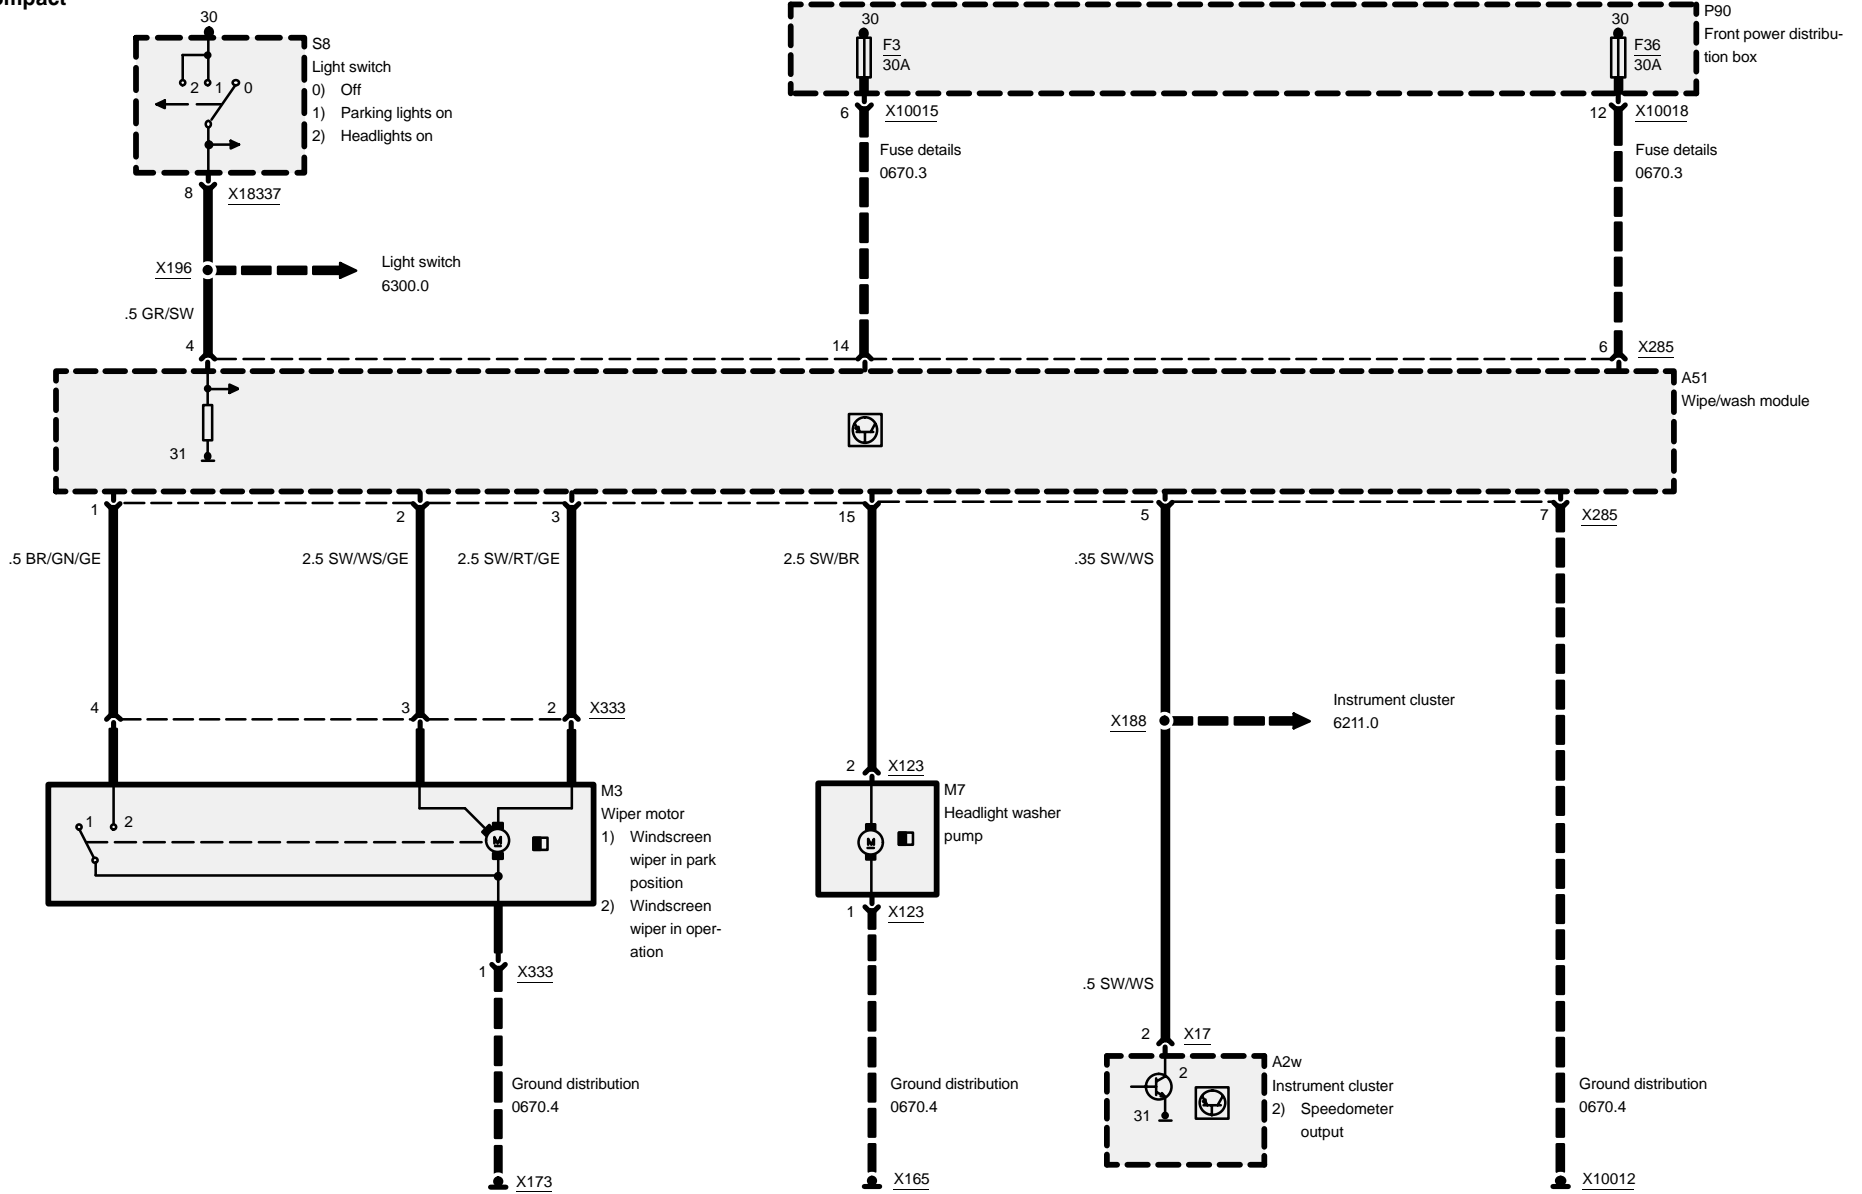 ompact
30
S8
Light switch
0) Off
1) Parking lights on
2) Headlights on
2 1 0
8 X18337
X196
Light switch
6300.0
.5 GR/SW
30
F3
30A
30
F36
30A
P90
Front power distribu-
tion box
6 X10015
12 X10018
Fuse details
0670.3
Fuse details
0670.3
4
14
6 X285
A51
Wipe/wash module
31
1
2
3
15
5
7 X285
.5 BR/GN/GE
2.5 SW/WS/GE
2.5 SW/RT/GE
2.5 SW/BR
.35 SW/WS
4
3
2 X333
X188
Instrument cluster
6211.0
2 X123
1 2
M
M3
Wiper motor
1) Windscreen
wiper in park
position
2) Windscreen
wiper in oper-
ation
M
M7
Headlight washer
pump
1 X123
1 X333
.5 SW/WS
2 X17
A2w
Instrument cluster
2) Speedometer
output
2
31
Ground distribution
0670.4
Ground distribution
0670.4
Ground distribution
0670.4
X173
X165
X10012